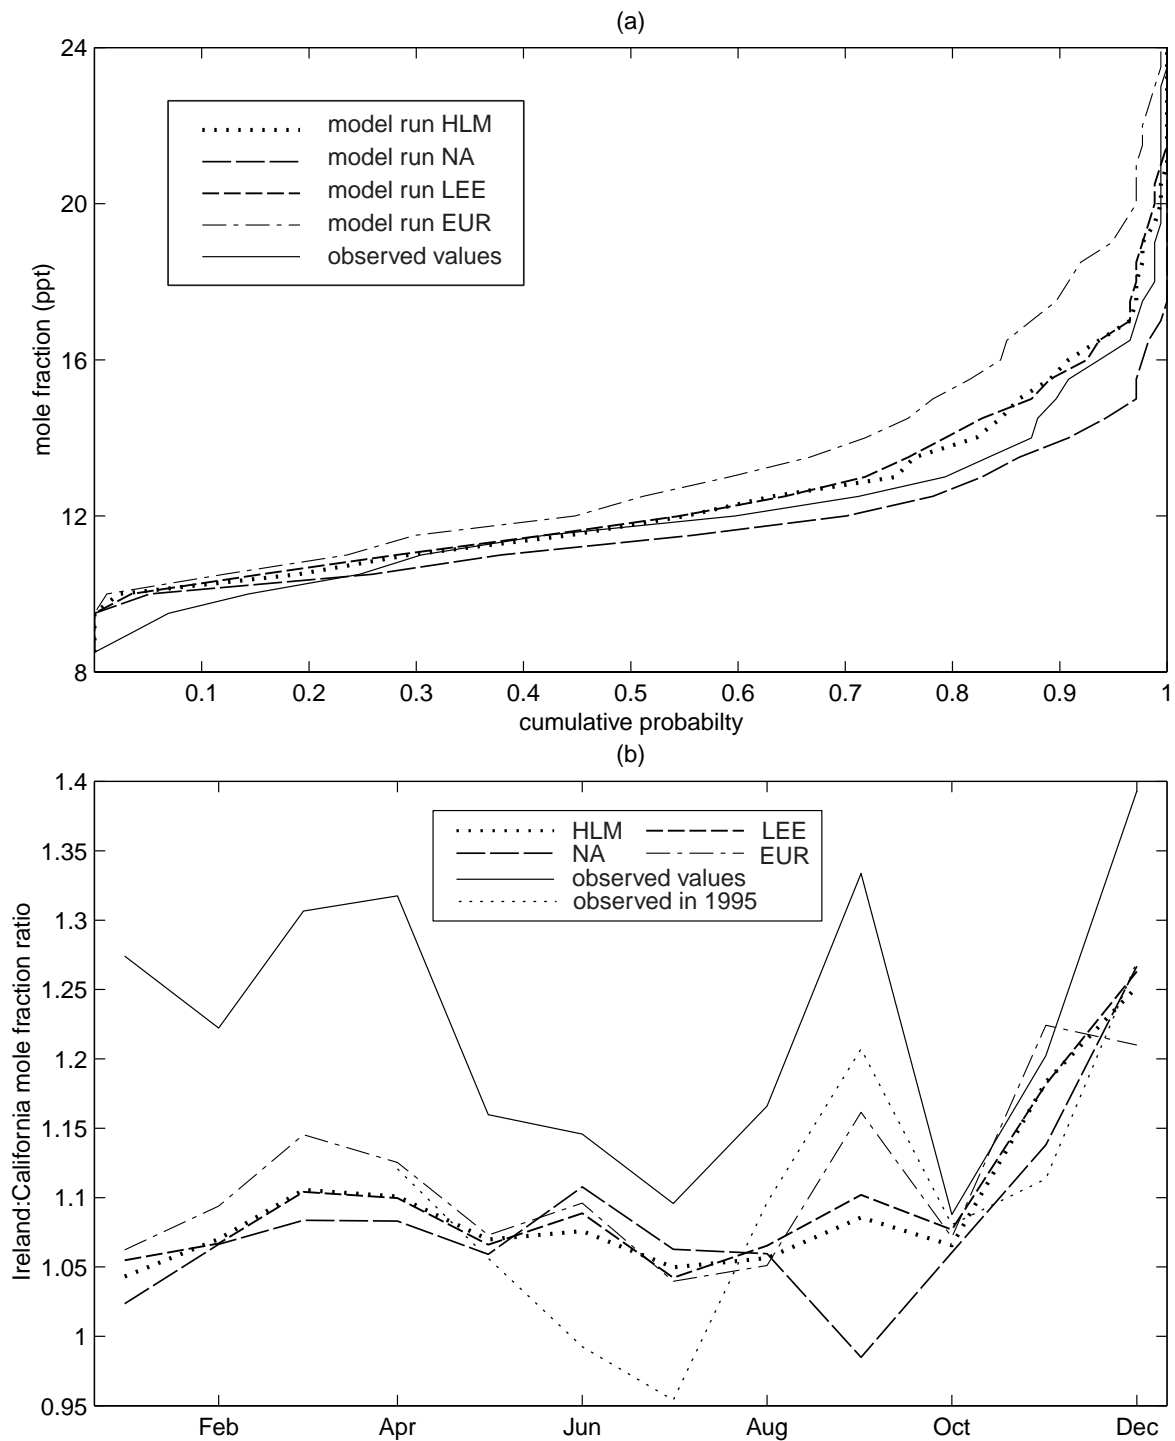 (a)
24
20
16
12
8
mole fraction (ppt)
model run HLM
model run NA
model run LEE
model run EUR
observed values
0.1 0.2 0.3 0.4 0.5 0.6 0.7 0.8 0.9 1
cumulative probabilty
(b)
1.4
1.35
1.3
1.25
1.2
1.15
1.1
1.05
1
0.95
Ireland:California mole fraction ratio
HLM LEE
NA EUR
observed values
observed in 1995
Feb Apr Jun Aug Oct Dec